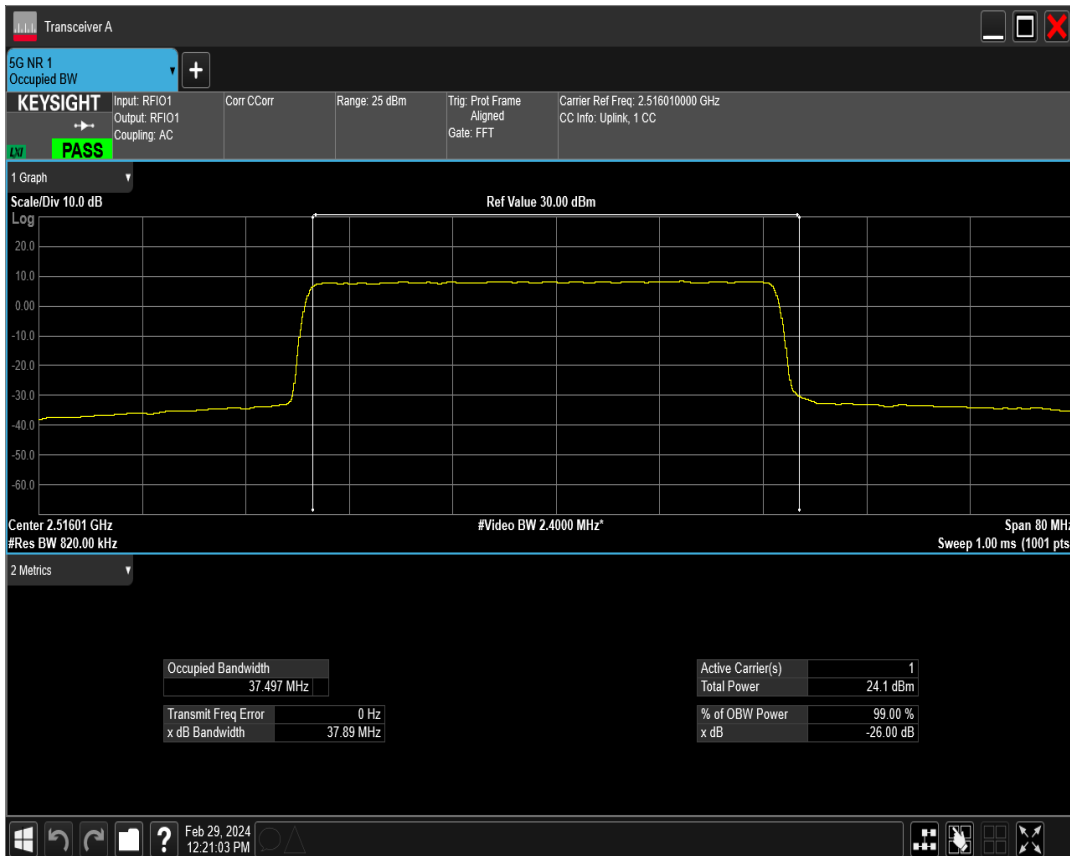 Transceiver A
5G NR 1
Occupied BW
KEYSIGHT
LXI
PASS
Input: RFIO1
Output: RFIO1
Coupling: AC
Corr CCorr
Range: 25 dBm
Trig: Prot Frame
Aligned
Gate: FFT
Carrier Ref Freq: 2.516010000 GHz
CC Info: Uplink, 1 CC
1 Graph
Scale/Div 10.0 dB
Ref Value 30.00 dBm
Log
20.0
10.0
0.00
-10.0
-20.0
-30.0
-40.0
-50.0
-60.0
Center 2.51601 GHz
#Video BW 2.4000 MHz*
Span 80 MHz
#Res BW 820.00 kHz
Sweep 1.00 ms (1001 pts
2 Metrics
Occupied Bandwidth
37.497 MHz
Transmit Freq Error 0 Hz
x dB Bandwidth 37.89 MHz
Active Carrier(s) 1
Total Power 24.1 dBm
% of OBW Power 99.00 %
x dB -26.00 dB
?
Feb 29, 2024
12:21:03 PM